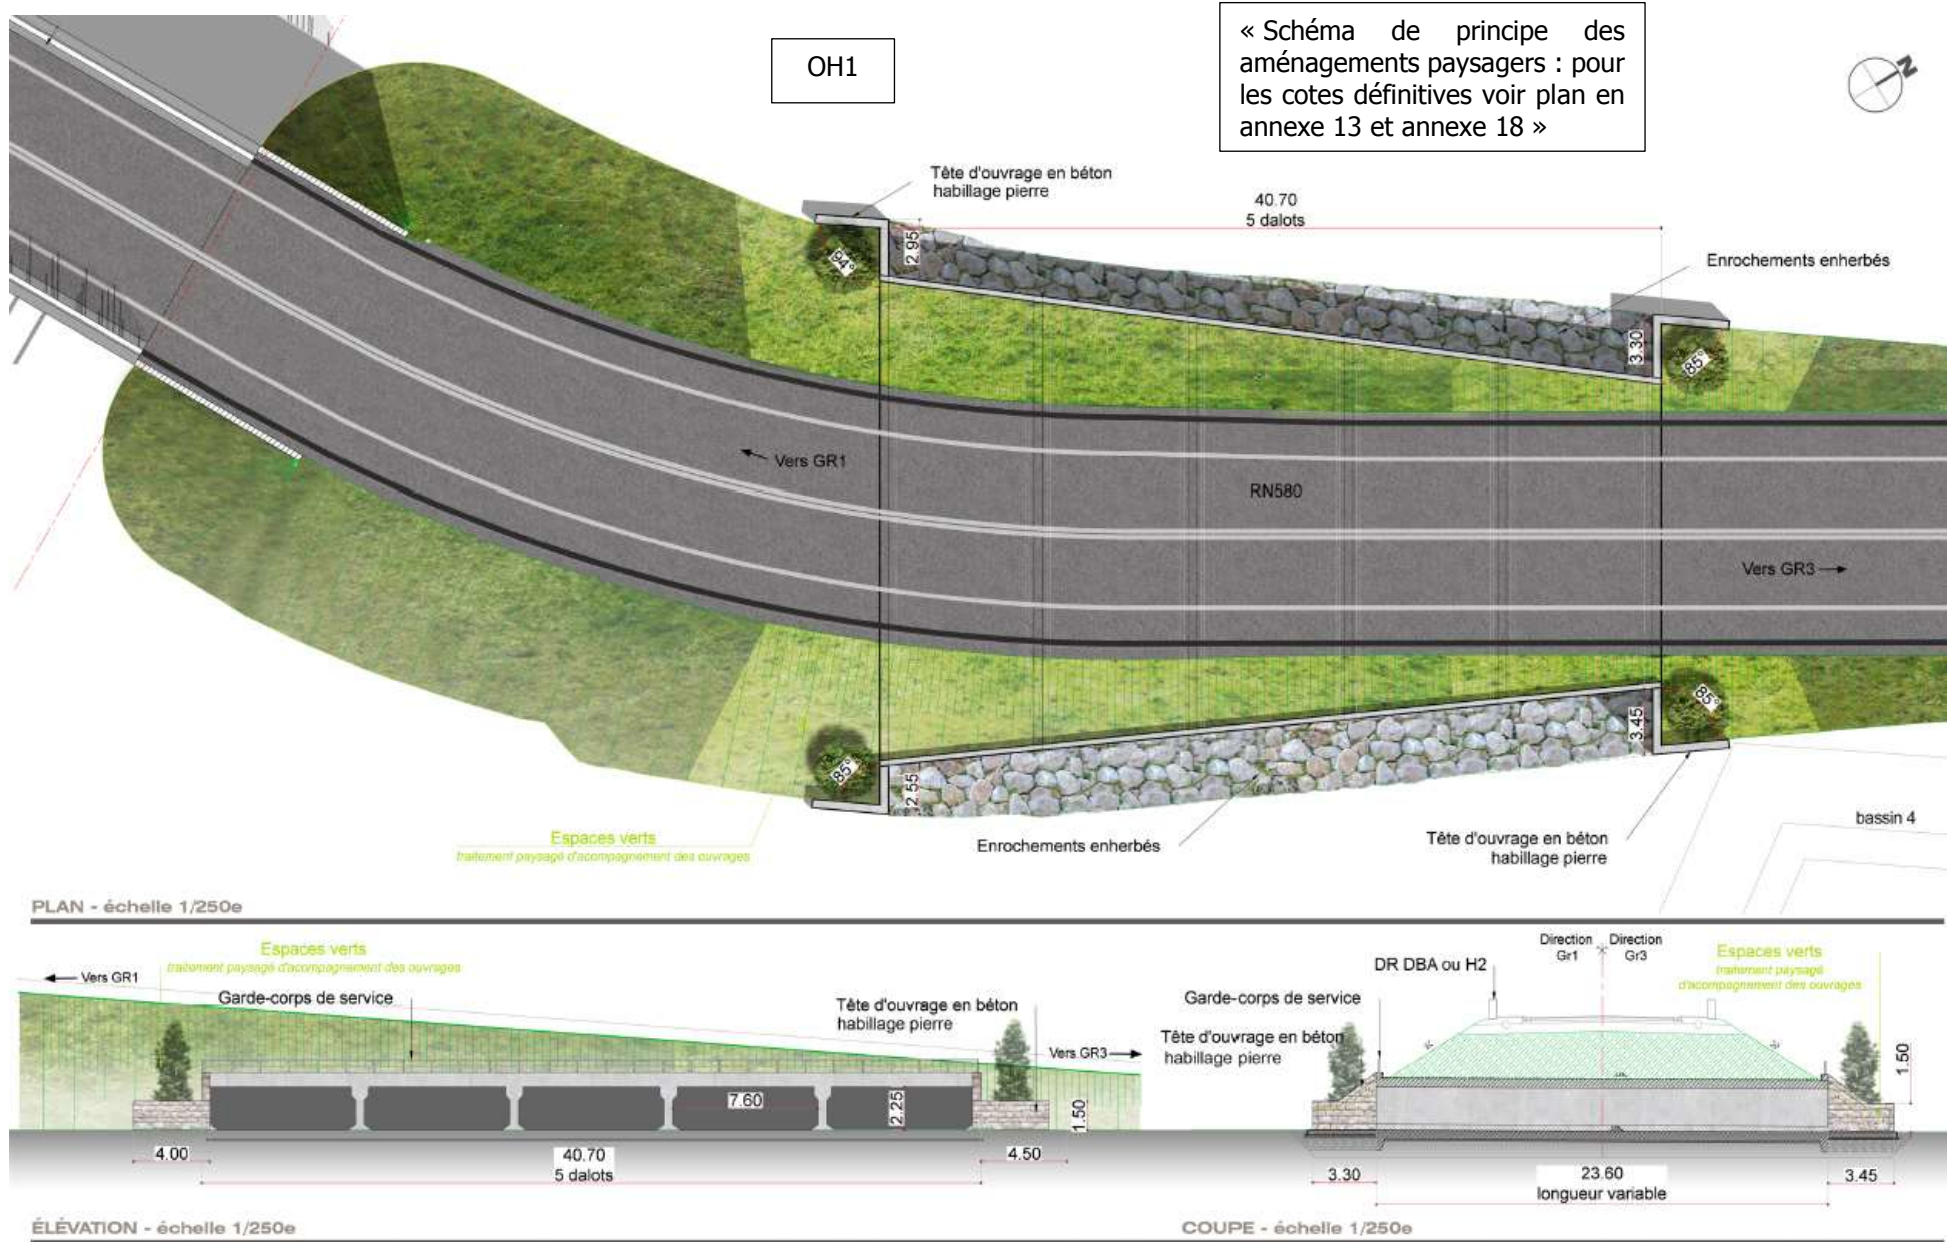 OH1
« Schéma de principe des
aménagements paysagers : pour
les cotes définitives voir plan en
annexe 13 et annexe 18 »
N
Tête d'ouvrage en béton
habillage pierre
40.70
5 dalots
2.95
94°
Enrochements enherbés
3.30
85°
Vers GR1
RN580
Vers GR3
85°
3.45
85°
2.55
Espaces verts
traitement paysagé d'acompagnement des ouvrages
Enrochements enherbés
Tête d'ouvrage en béton
habillage pierre
bassin 4
PLAN - échelle 1/250e
Espaces verts
traitement paysagé d'acompagnement des ouvrages
Vers GR1
Garde-corps de service
Tête d'ouvrage en béton
habillage pierre
Vers GR3
7.60
2.25
1.50
4.00
40.70
5 dalots
4.50
ÉLÉVATION - échelle 1/250e
Direction
Gr1
Direction
Gr3
DR DBA ou H2
Espaces verts
traitement paysagé
d'acompagnement des ouvrages
Garde-corps de service
Tête d'ouvrage en béton
habillage pierre
1.50
3.30
23.60
longueur variable
3.45
COUPE - échelle 1/250e